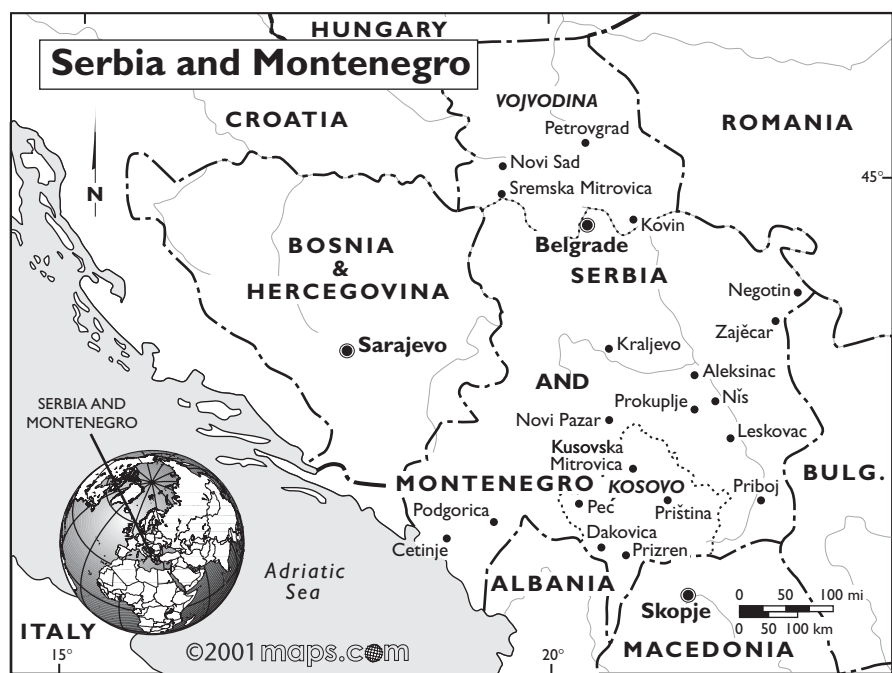 HUNGARY
Serbia and Montenegro
VOJVODINA
CROATIA
ROMANIA
Petrovgrad
Novi Sad
45°
N
Sremska Mitrovica
Kovin
BOSNIA
&
HERCEGOVINA
Belgrade
SERBIA
Negotin
Zajěcar
Sarajevo
Kraljevo
Aleksinac
AND
Nǐs
Prokuplje
SERBIA AND
MONTENEGRO
Novi Pazar
Leskovac
Kusovska
Mitrovica
BULG.
MONTENEGRO
KOSOVO
Priboj
Peć
Priština
Podgorica
Cetinje
Dakovica
Prizren
Adriatic
Sea
ALBANIA
0 50 100 mi
Skopje
0 50 100 km
ITALY
MACEDONIA
©2001 maps.com
15°
20°